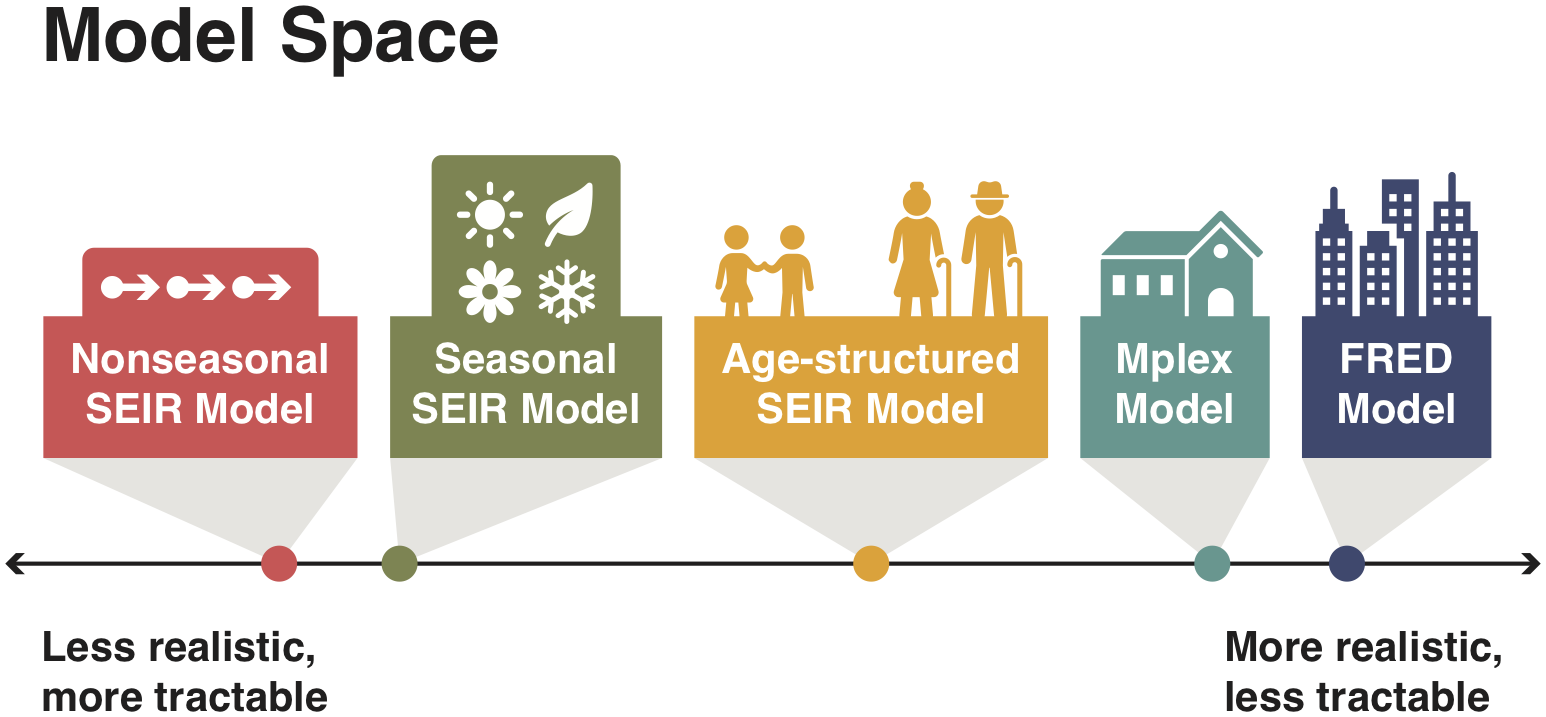 Model Space
Nonseasonal
SEIR Model
Seasonal
SEIR Model
Age-structured
SEIR Model
Mplex
Model
FRED
Model
Less realistic,
more tractable
More realistic,
less tractable